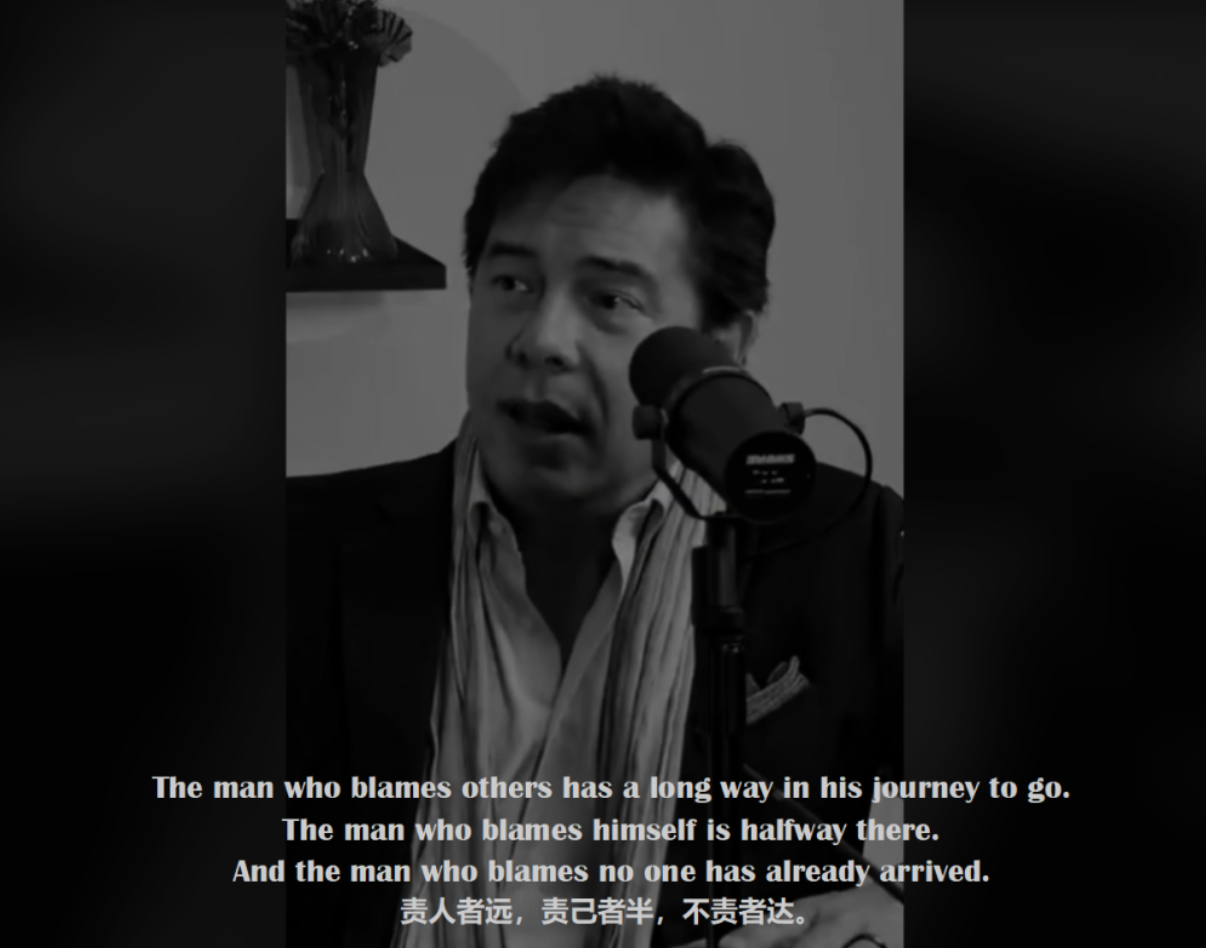 The man who blames others has a long way in his journey to go.
The man who blames himself is halfway there.
And the man who blames no one has already arrived.
责人者远，责己者半，不责者达。